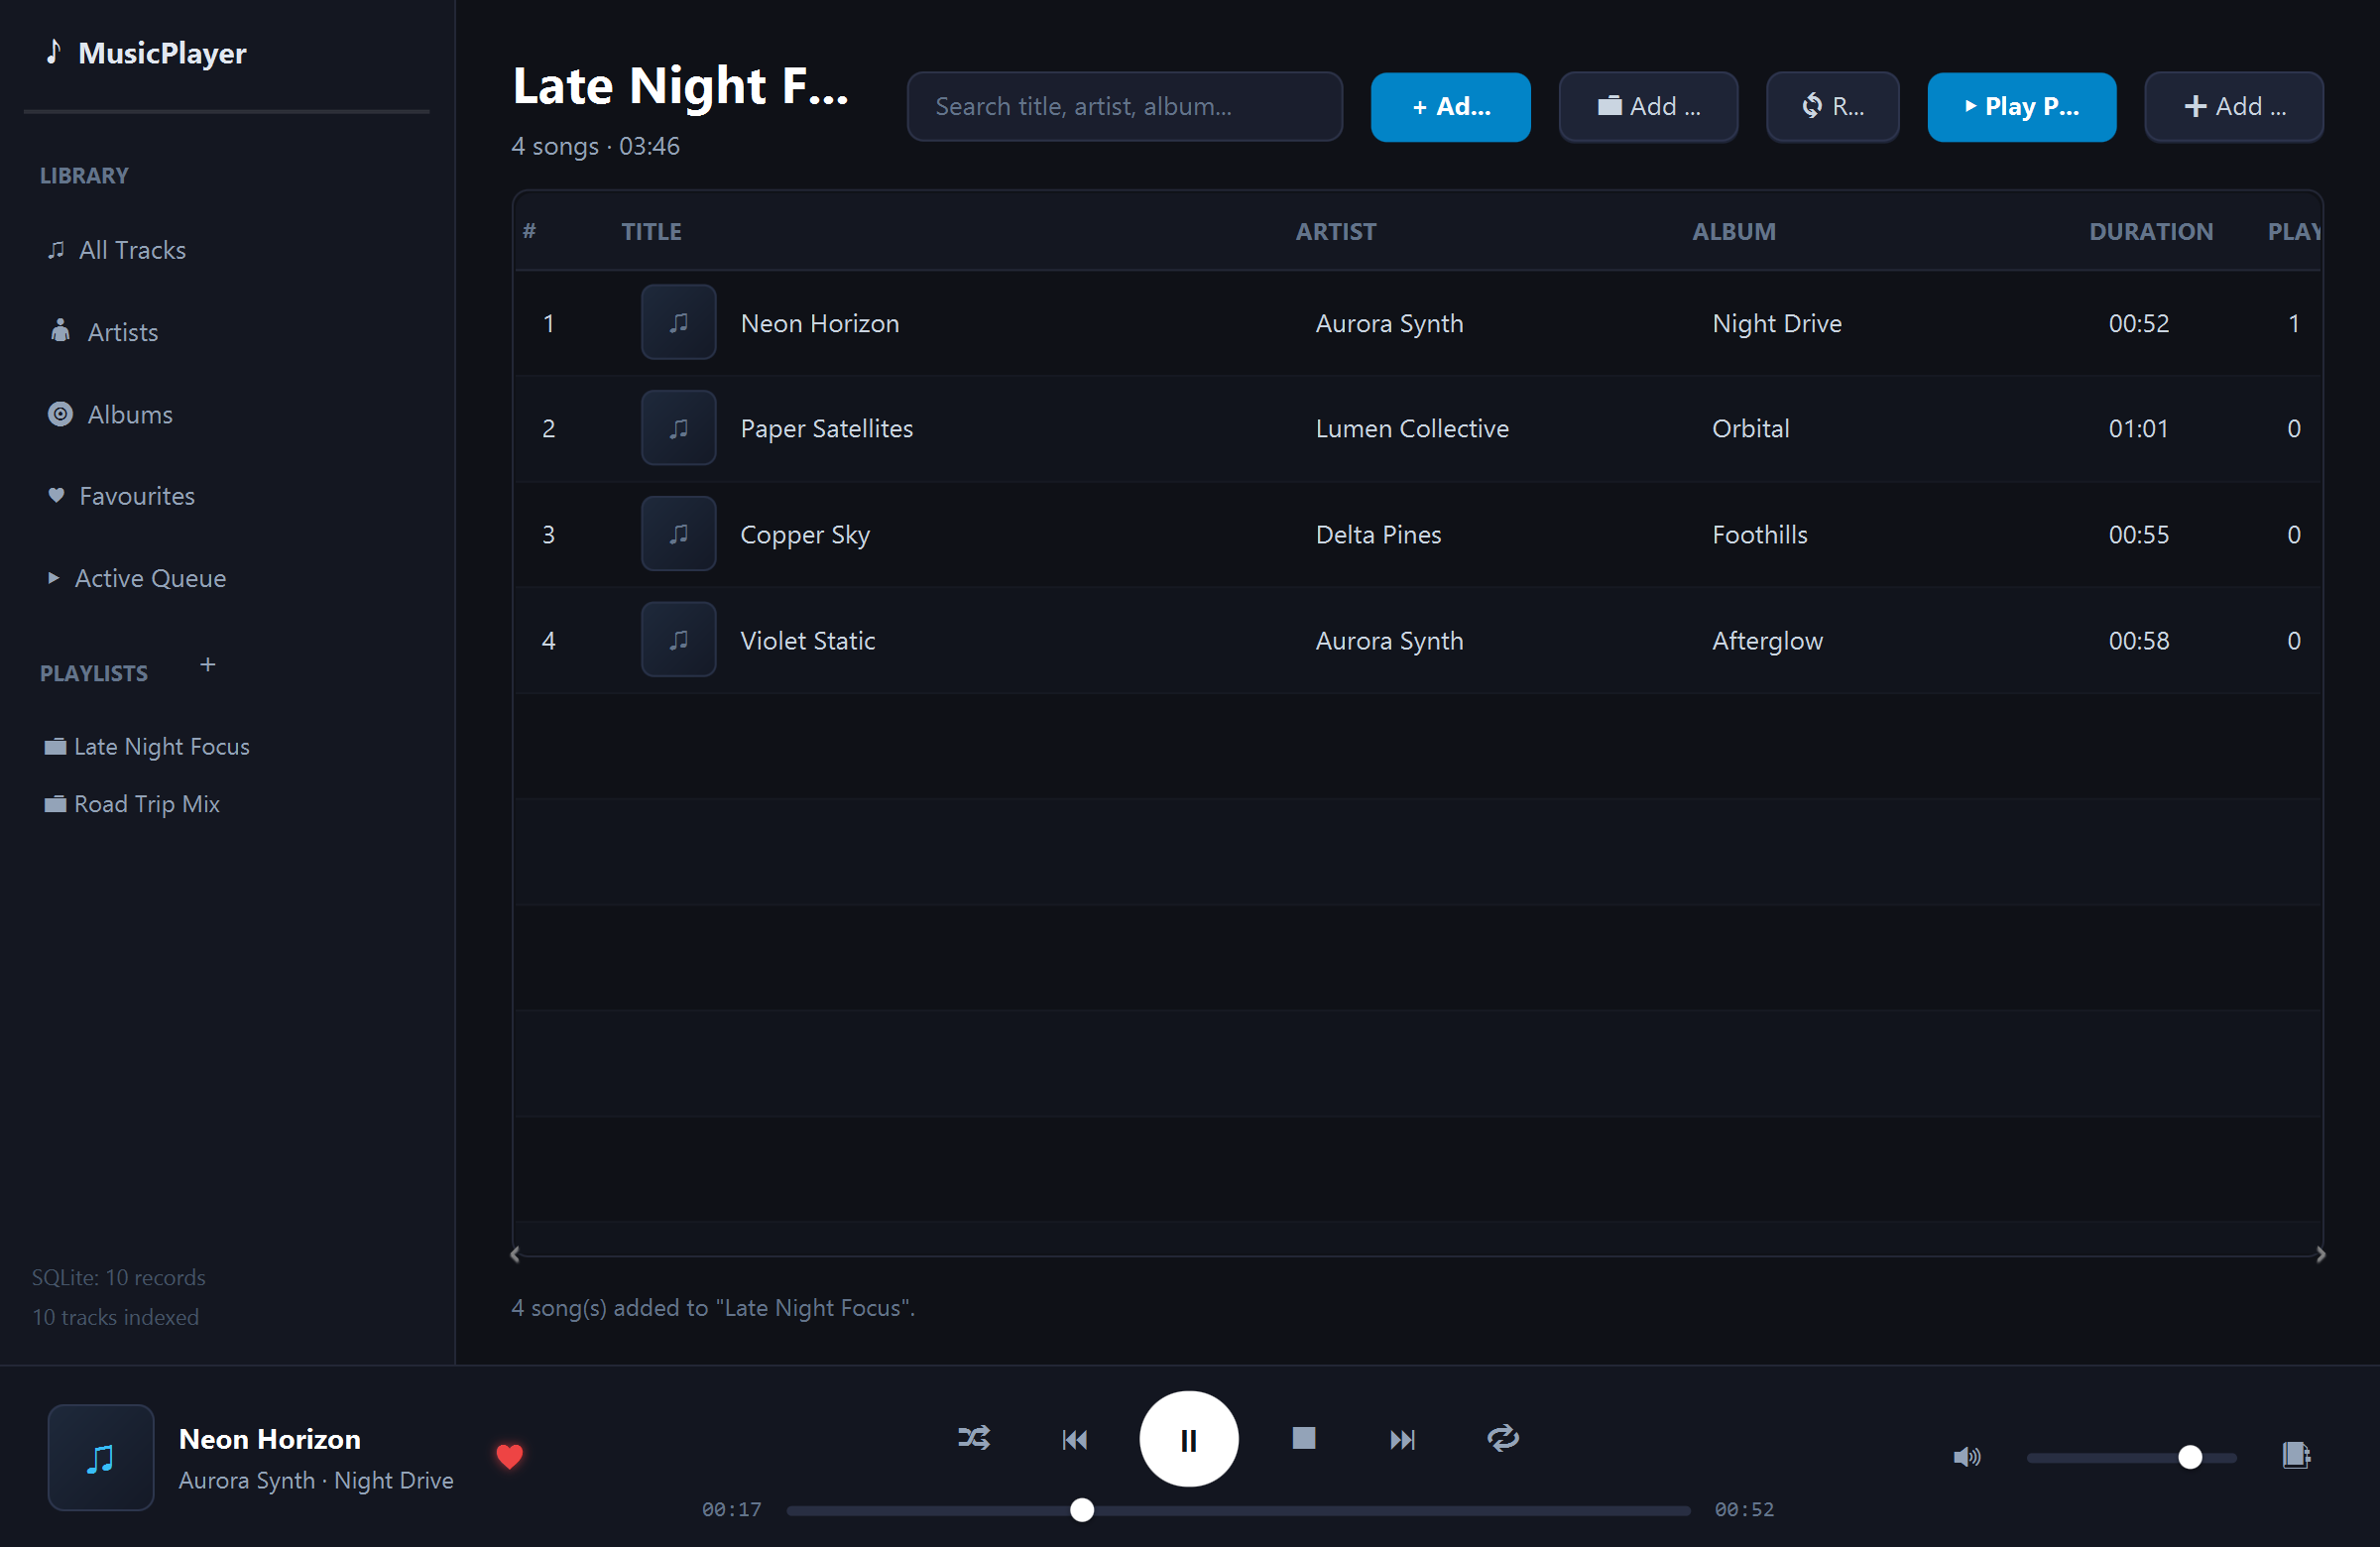 MusicPlayer
LIBRARY
All Tracks
Artists
Albums
Favourites
Active Queue
PLAYLISTS +
Late Night Focus
Road Trip Mix
SQLite: 10 records
10 tracks indexed
Late Night F...
4 songs · 03:46
Search title, artist, album...
+ Ad...
Add ...
R...
Play P...
+ Add ...
# TITLE ARTIST ALBUM DURATION PLAY
1 Neon Horizon Aurora Synth Night Drive 00:52 1
2 Paper Satellites Lumen Collective Orbital 01:01 0
3 Copper Sky Delta Pines Foothills 00:55 0
4 Violet Static Aurora Synth Afterglow 00:58 0
4 song(s) added to "Late Night Focus".
Neon Horizon
Aurora Synth · Night Drive
00:17
00:52